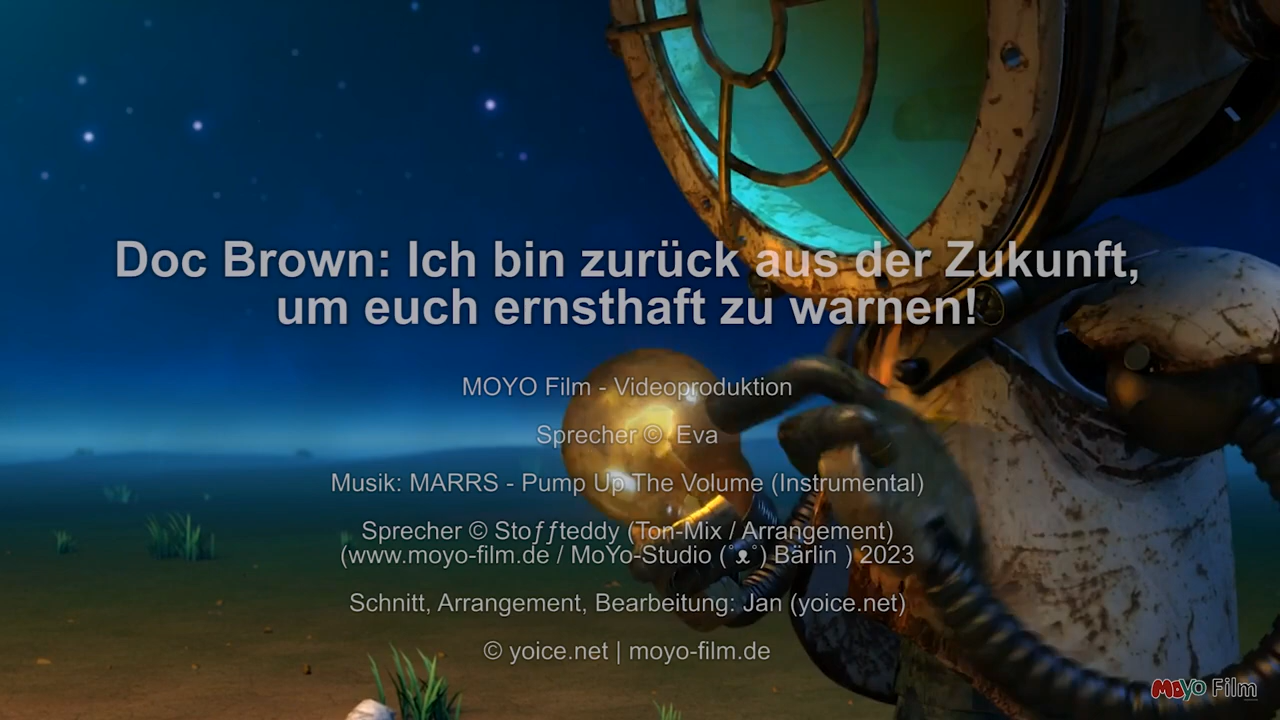 Doc Brown: Ich bin zurück aus der Zukunft,
um euch ernsthaft zu warnen!
MOYO Film - Videoproduktion
Sprecher © Eva
Musik: MARRS - Pump Up The Volume (Instrumental)
Sprecher © Stoƒƒteddy (Ton-Mix / Arrangement)
(www.moyo-film.de / MoYo-Studio (˚ᴥ˚) Bärlin ) 2023
Schnitt, Arrangement, Bearbeitung: Jan (yoice.net)
© yoice.net | moyo-film.de
MOYO Film